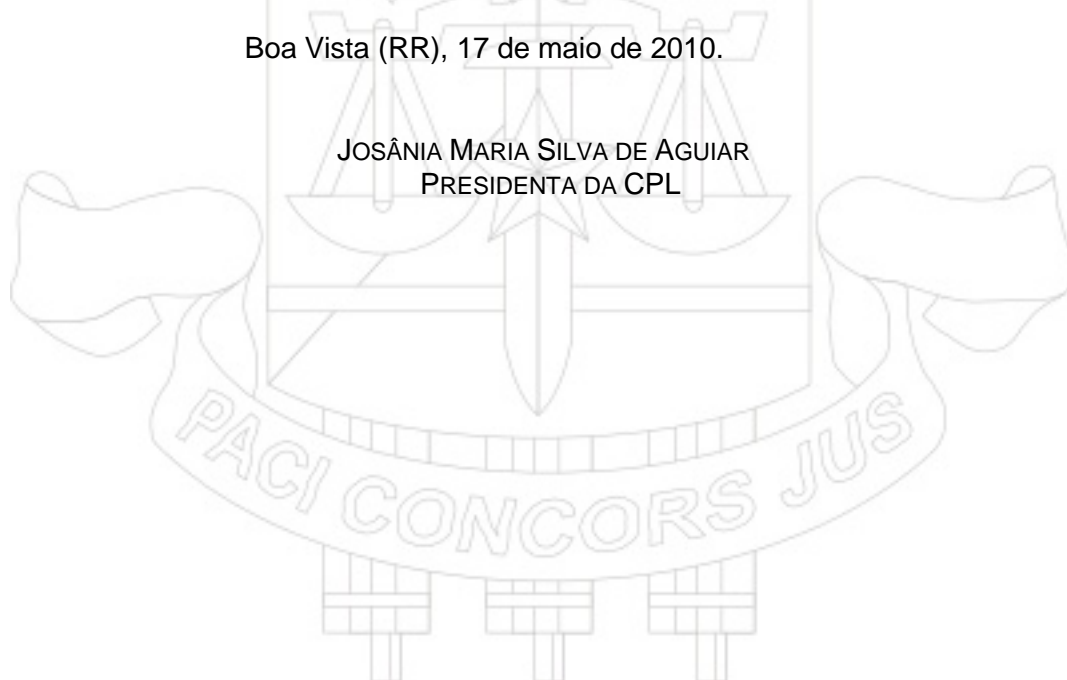 Boa Vista (RR), 17 de maio de 2010.
JOSÂNIA MARIA SILVA DE AGUIAR
PRESIDENTA DA CPL
PACI CONCORS JUS